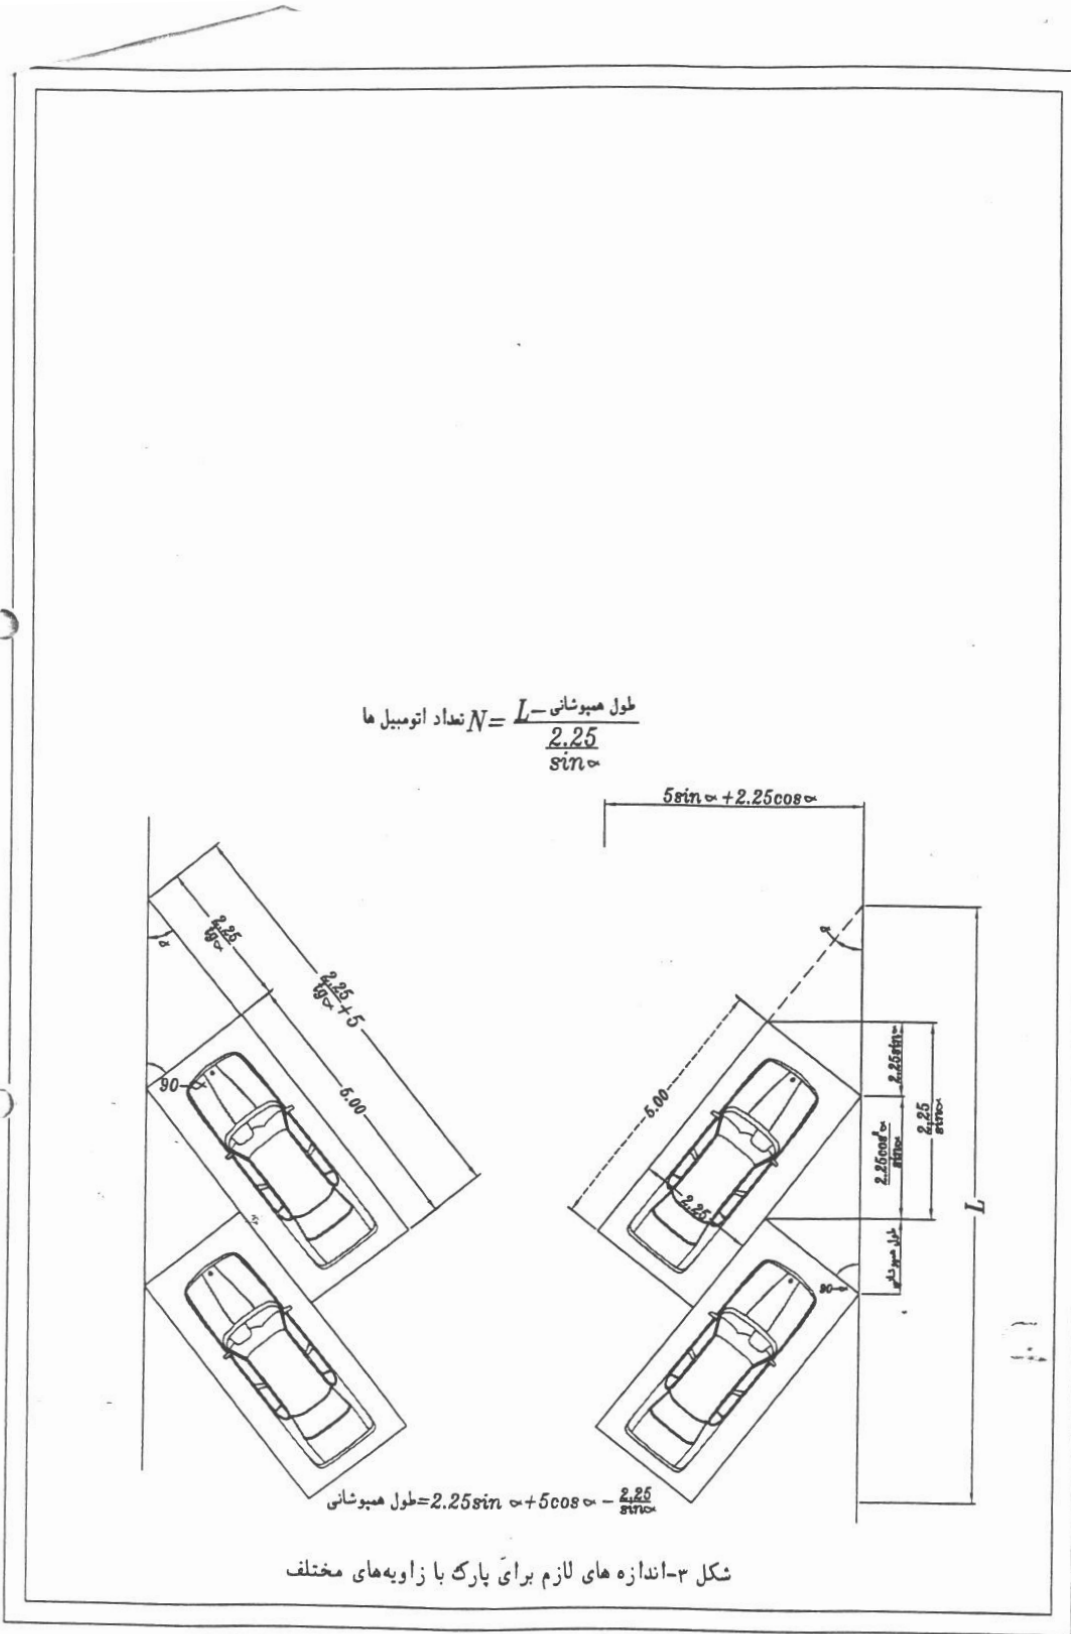 تعداد اتومبیل ها N = (L - طول همپوشانی) / (2.25 / sin∝)
5sin∝+2.25cos∝
2.25/tg∝
2.25/tg∝ +5
∝
90-∝
5.00
∝
5.00
2.25
2.25sin∝
2.25cos²∝/sin∝
2.25/sin∝
طول همپوشانی
90-∝
L
طول همپوشانی=2.25sin ∝+5cos∝ - 2.25/sin∝
شکل ۳-اندازه های لازم برای پارک با زاویه‌های مختلف